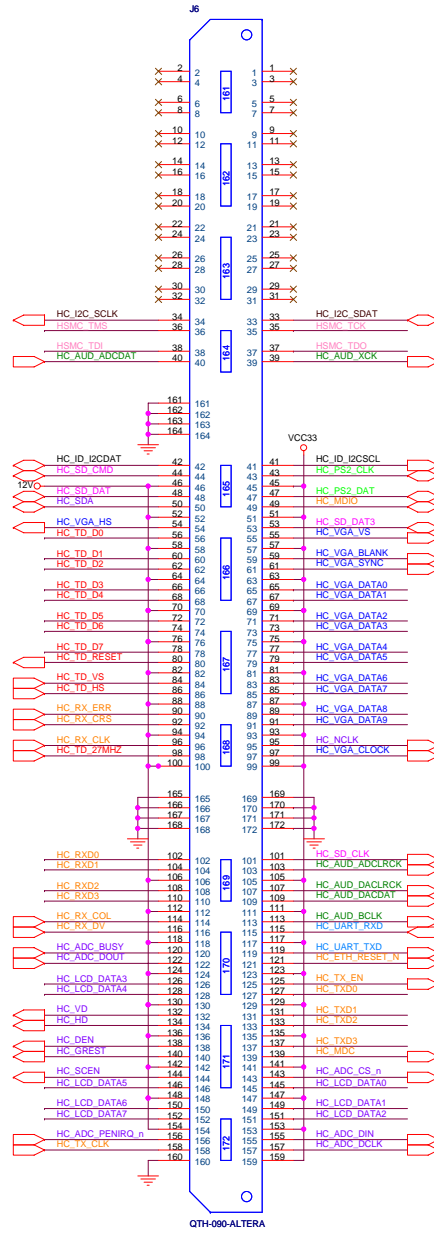 J6
2 2 1 1
4 4 3 3
161
6 6 5 5
8 8 7 7
10 10 9 9
12 12 11 11
162
14 14 13 13
16 16 15 15
18 18 17 17
20 20 19 19
22 22 21 21
24 24 23 23
163
26 26 25 25
28 28 27 27
30 30 29 29
32 32 31 31
HC_I2C_SCLK 34 34 33 33 HC_I2C_SDAT
HSMC_TMS 36 36 35 35 HSMC_TCK
164
HSMC_TDI 38 38 37 37 HSMC_TDO
HC_AUD_ADCDAT 40 40 39 39 HC_AUD_XCK
161 161
162 162
163 163
164 164
VCC33
HC_ID_I2CDAT 42 42 41 41 HC_ID_I2CSCL
HC_SD_CMD 44 44 43 43 HC_PS2_CLK
12V 46 46 45 45
165
HC_SD_DAT 48 48 47 47 HC_PS2_DAT
HC_SDA 50 50 49 49 HC_MDIO
52 52 51 51
HC_VGA_HS 54 54 53 53 HC_SD_DAT3
HC_TD_D0 56 56 55 55 HC_VGA_VS
58 58 57 57
HC_TD_D1 60 60 59 59 HC_VGA_BLANK
166
HC_TD_D2 62 62 61 61 HC_VGA_SYNC
64 64 63 63
HC_TD_D3 66 66 65 65 HC_VGA_DATA0
HC_TD_D4 68 68 67 67 HC_VGA_DATA1
70 70 69 69
HC_TD_D5 72 72 71 71 HC_VGA_DATA2
HC_TD_D6 74 74 73 73 HC_VGA_DATA3
76 76 75 75
HC_TD_D7 78 78 77 77 HC_VGA_DATA4
167
HC_TD_RESET 80 80 79 79 HC_VGA_DATA5
82 82 81 81
HC_TD_VS 84 84 83 83 HC_VGA_DATA6
HC_TD_HS 86 86 85 85 HC_VGA_DATA7
88 88 87 87
HC_RX_ERR 90 90 89 89 HC_VGA_DATA8
HC_RX_CRS 92 92 91 91 HC_VGA_DATA9
94 94 93 93
168
HC_RX_CLK 96 96 95 95 HC_NCLK
HC_TD_27MHZ 98 98 97 97 HC_VGA_CLOCK
100 100 99 99
165 165 169 169
166 166 170 170
167 167 171 171
168 168 172 172
HC_RXD0 102 102 101 101 HC_SD_CLK
HC_RXD1 104 104 103 103 HC_AUD_ADCLRCK
106 106 105 105
169
HC_RXD2 108 108 107 107 HC_AUD_DACLRCK
HC_RXD3 110 110 109 109 HC_AUD_DACDAT
112 112 111 111
HC_RX_COL 114 114 113 113 HC_AUD_BCLK
HC_RX_DV 116 116 115 115 HC_UART_RXD
118 118 117 117
HC_ADC_BUSY 120 120 119 119 HC_UART_TXD
170
HC_ADC_DOUT 122 122 121 121 HC_ETH_RESET_N
124 124 123 123
HC_LCD_DATA3 126 126 125 125 HC_TX_EN
HC_LCD_DATA4 128 128 127 127 HC_TXD0
130 130 129 129
HC_VD 132 132 131 131 HC_TXD1
HC_HD 134 134 133 133 HC_TXD2
136 136 135 135
HC_DEN 138 138 137 137 HC_TXD3
171
HC_GREST 140 140 139 139 HC_MDC
142 142 141 141
HC_SCEN 144 144 143 143 HC_ADC_CS_n
HC_LCD_DATA5 146 146 145 145 HC_LCD_DATA0
148 148 147 147
HC_LCD_DATA6 150 150 149 149 HC_LCD_DATA1
HC_LCD_DATA7 152 152 151 151 HC_LCD_DATA2
154 154 153 153
172
HC_ADC_PENIRQ_n 156 156 155 155 HC_ADC_DIN
HC_TX_CLK 158 158 157 157 HC_ADC_DCLK
160 160 159 159
QTH-090-ALTERA